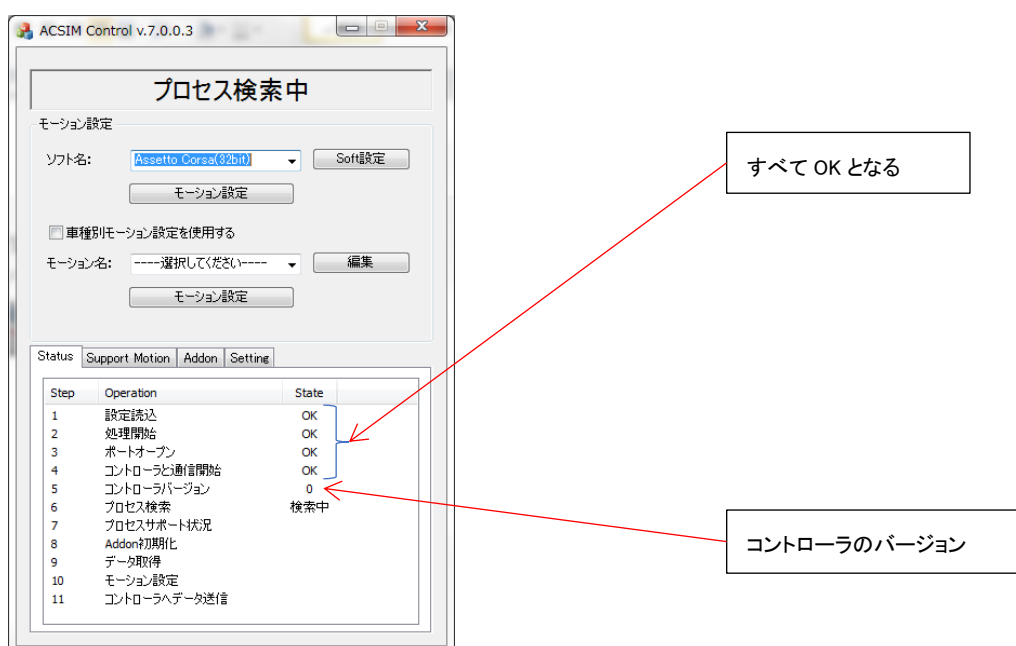 ACSIM Control v.7.0.0.3
プロセス検索中
モーション設定
ソフト名: Assetto Corsa(32bit) Soft設定
モーション設定
車種別モーション設定を使用する
モーション名: ----選択してください---- 編集
モーション設定
Status Support Motion Addon Setting
Step Operation State
1 設定読込 OK
2 処理開始 OK
3 ポートオープン OK
4 コントローラと通信開始 OK
5 コントローラバージョン 0
6 プロセス検索 検索中
7 プロセスサポート状況
8 Addon初期化
9 データ取得
10 モーション設定
11 コントローラへデータ送信
すべて OK となる
コントローラのバージョン